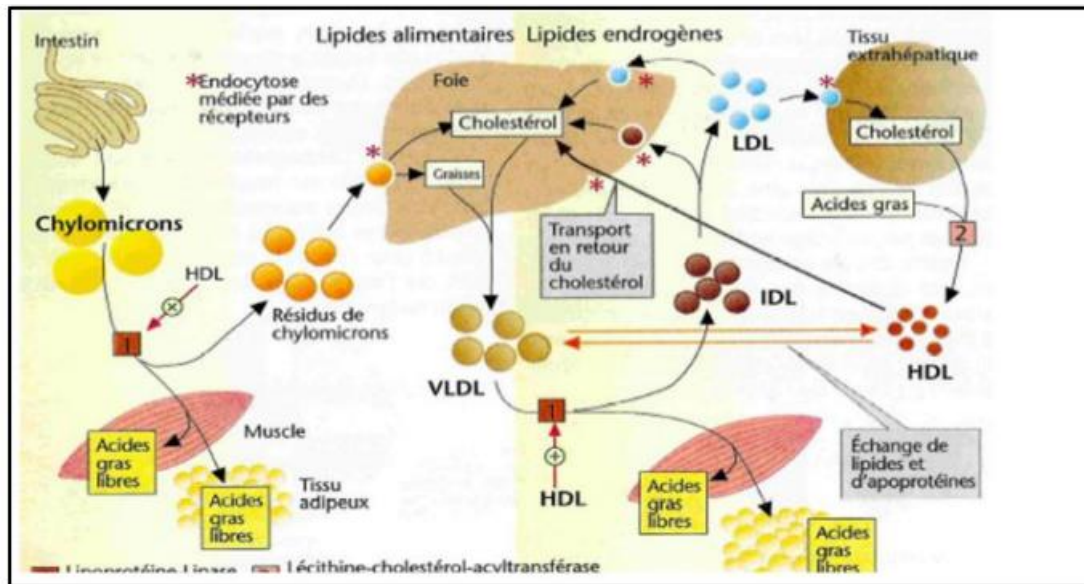 Intestin
Lipides alimentaires
Lipides endrogènes
Tissu
extrahépatique
*Endocytose
médiée par des
récepteurs
*
Foie
Cholestérol
*
*
*
*
Graisses
LDL
*
Cholestérol
Chylomicrons
HDL
Résidus de
chylomicrons
1
Transport
en retour
du
cholestérol
Acides gras
2
IDL
VLDL
HDL
1
HDL
Muscle
Acides
gras
libres
Tissu
adipeux
Acides
gras
libres
Échange de
lipides et
d'apoprotéines
Acides
gras
libres
Acides
gras
libres
Lipoprotéine Lipase
2
Lécithine-cholestérol-acyltransférase